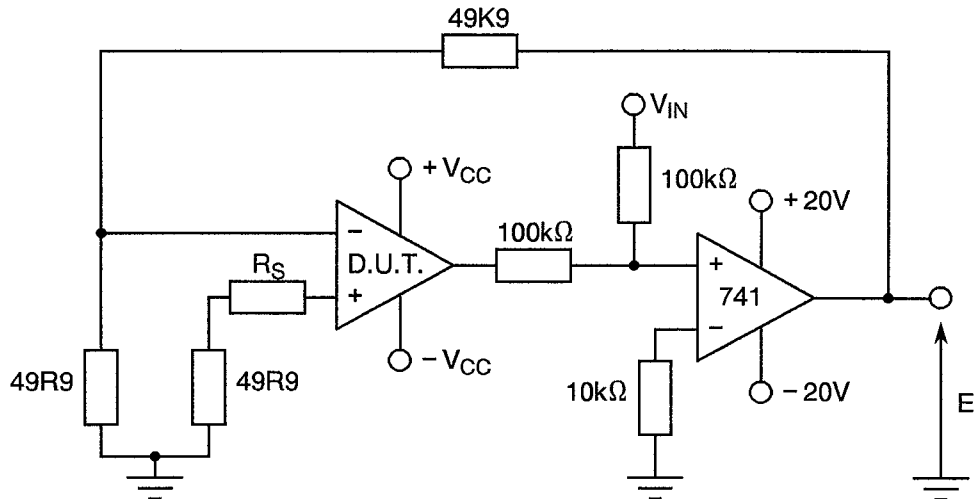 49K9
V_IN
+ V_CC
100kΩ
+ 20V
100kΩ
−
D.U.T.
+
R_S
+
741
−
49R9
49R9
− V_CC
10kΩ
− 20V
E